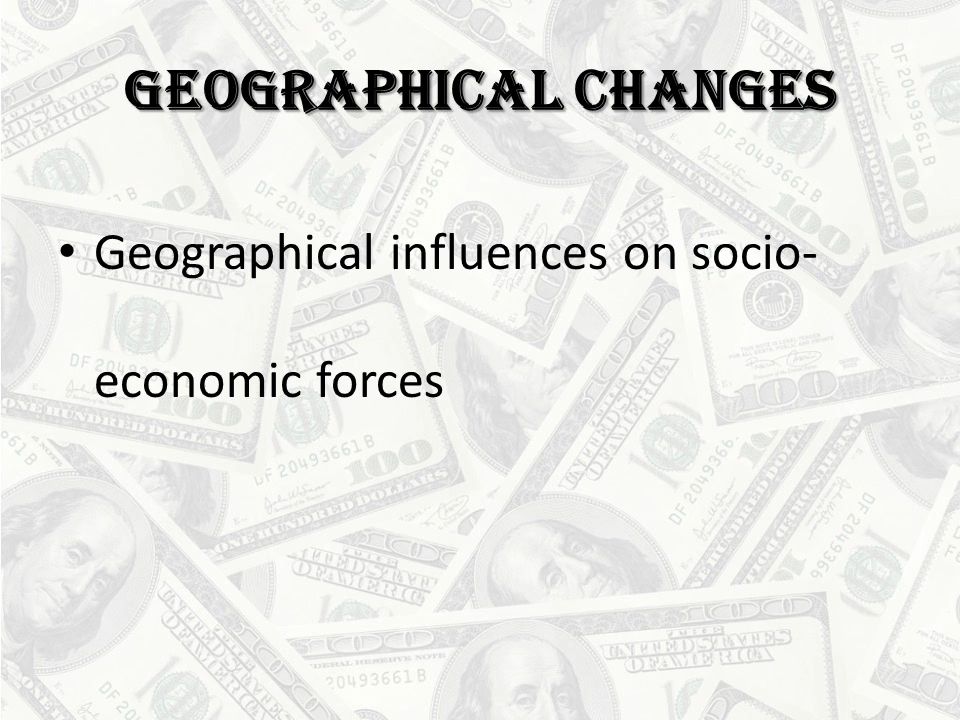 GEOGRAPHICAL CHANGES
• Geographical influences on socio-
economic forces